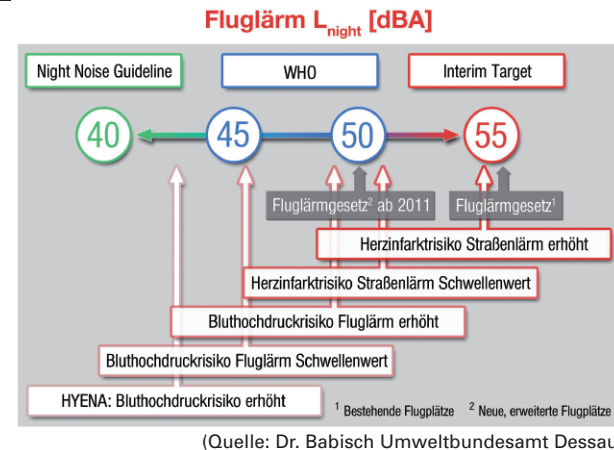 Fluglärm Lnight [dBA]
Night Noise Guideline
WHO
Interim Target
40
45
50
55
Fluglärmgesetz² ab 2011
Fluglärmgesetz¹
Herzinfarktrisiko Straßenlärm erhöht
Herzinfarktrisiko Straßenlärm Schwellenwert
Bluthochdruckrisiko Fluglärm erhöht
Bluthochdruckrisiko Fluglärm Schwellenwert
HYENA: Bluthochdruckrisiko erhöht
¹ Bestehende Flugplätze ² Neue, erweiterte Flugplätze
(Quelle: Dr. Babisch Umweltbundesamt Dessau